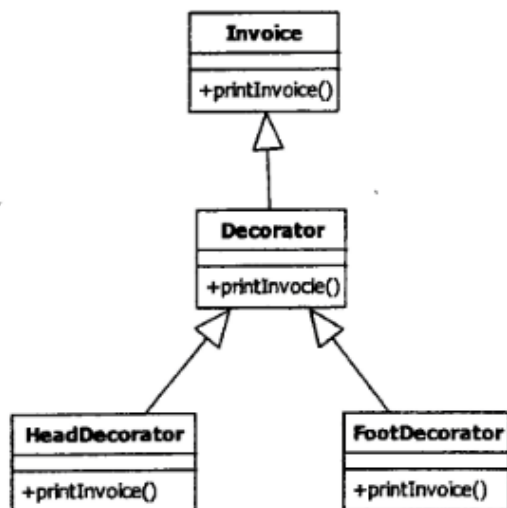 Invoice
+printInvoice()
Decorator
+printInvocie()
HeadDecorator
FootDecorator
+printInvoice()
+printInvoice()